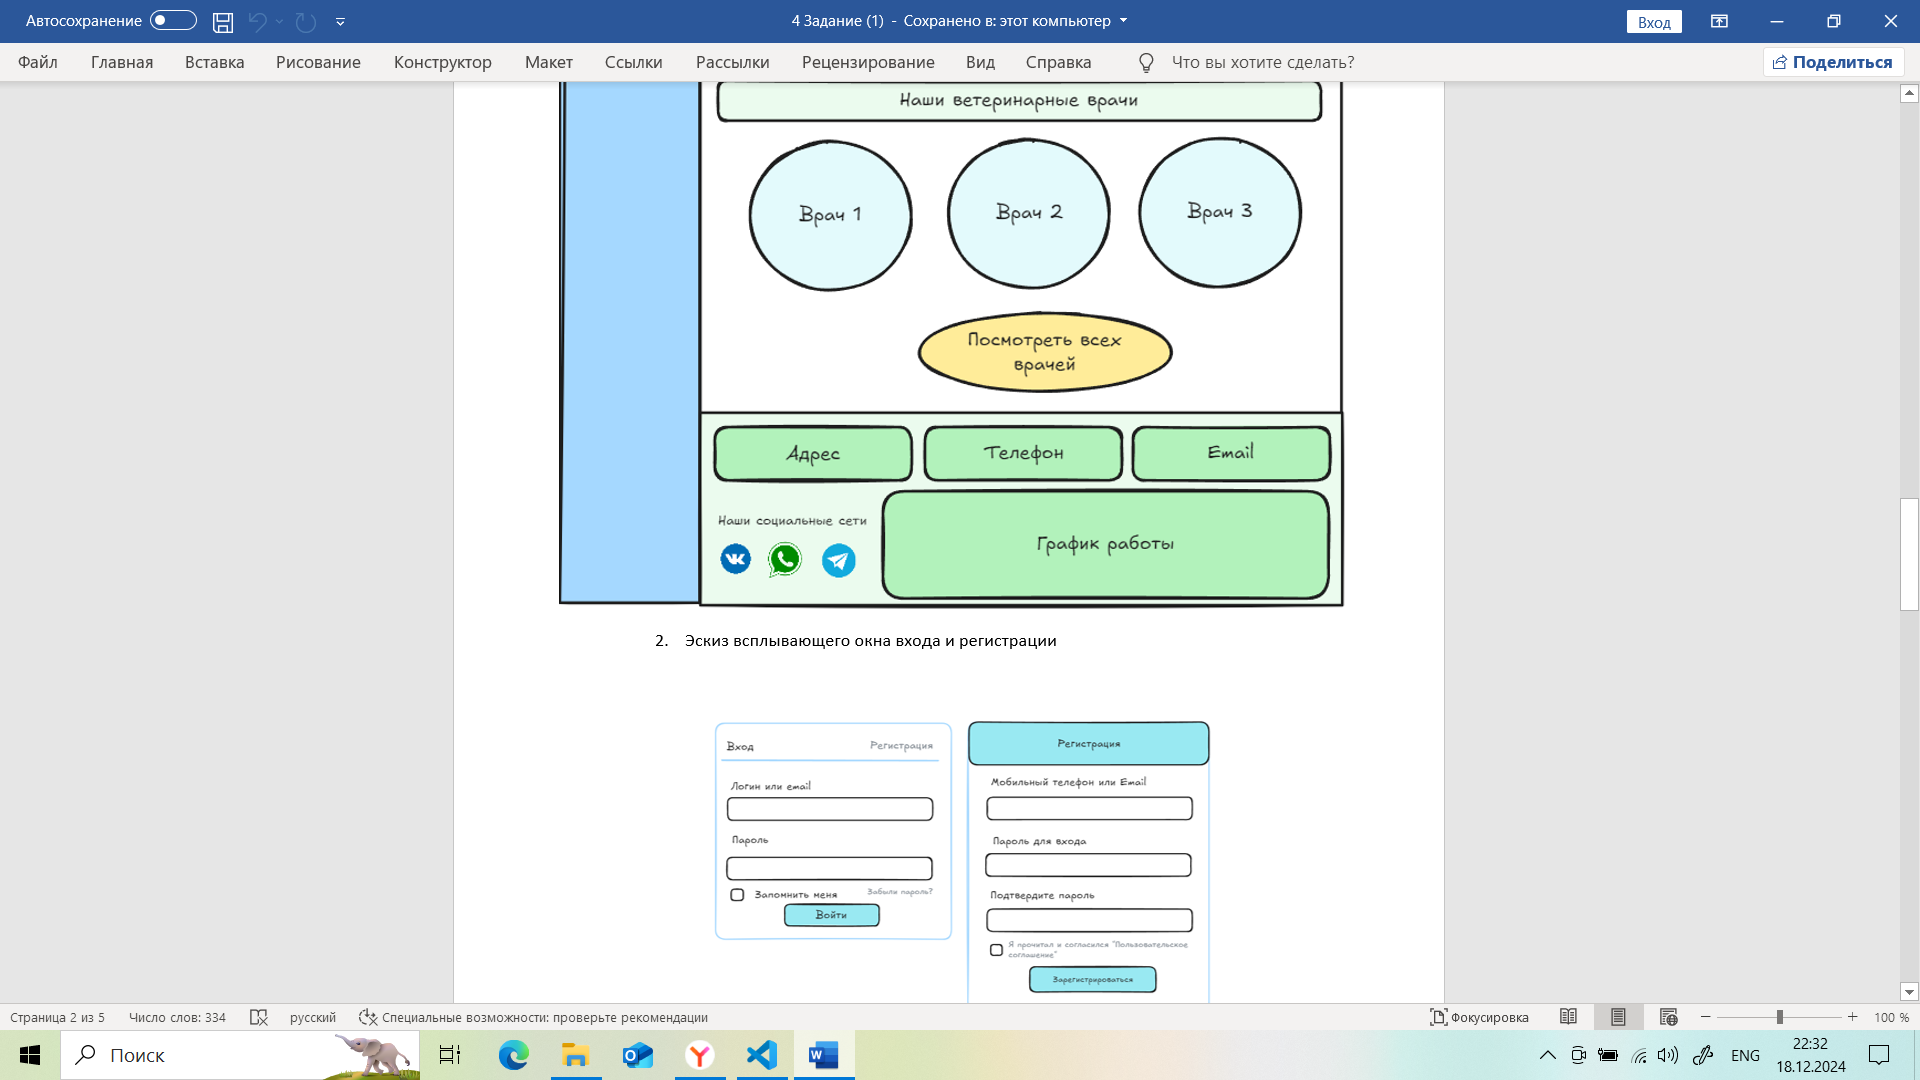 Автосохранение
4 Задание (1) - Сохранено в: этот компьютер
Вход
Файл Главная Вставка Рисование Конструктор Макет Ссылки Рассылки Рецензирование Вид Справка Что вы хотите сделать? Поделиться
Наши ветеринарные врачи
Врач 1 Врач 2 Врач 3
Посмотреть всех
врачей
Адрес Телефон Email
Наши социальные сети
График работы
2. Эскиз всплывающего окна входа и регистрации
Вход Регистрация
Логин или email
Пароль
Запомнить меня Забыли пароль?
Войти
Регистрация
Мобильный телефон или Email
Пароль для входа
Подтвердите пароль
Я прочитал и согласился "Пользовательское
соглашение"
Зарегистрироваться
Страница 2 из 5 Число слов: 334 русский Специальные возможности: проверьте рекомендации Фокусировка 100 %
Поиск
ENG
22:32
18.12.2024